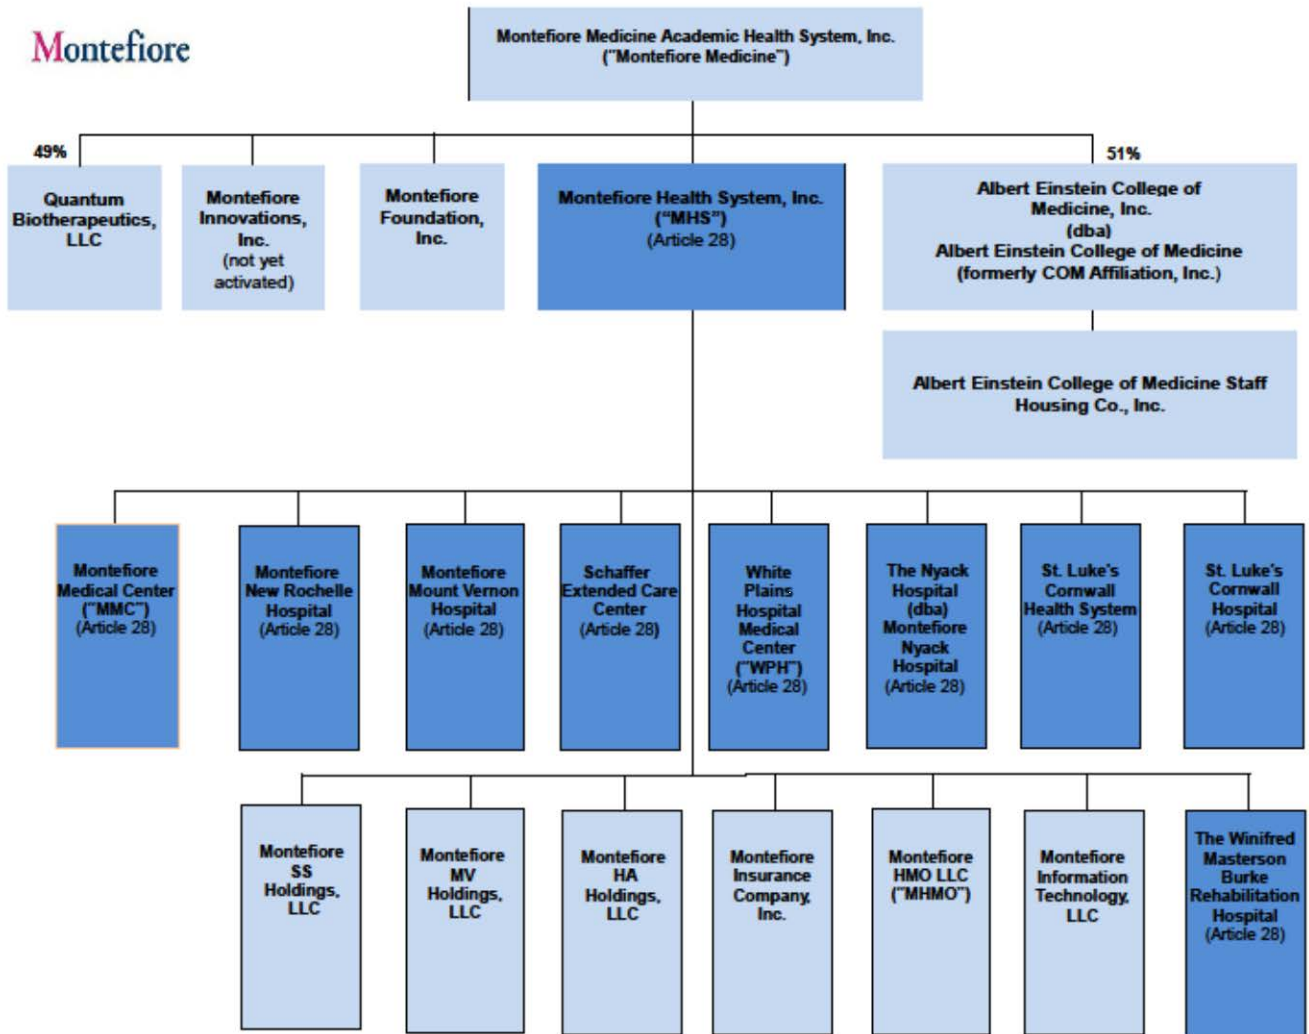 Montefiore
Montefiore Medicine Academic Health System, Inc.
("Montefiore Medicine")
49%
51%
Quantum
Biotherapeutics,
LLC
Montefiore
Innovations,
Inc.
(not yet
activated)
Montefiore
Foundation,
Inc.
Montefiore Health System, Inc.
("MHS")
(Article 28)
Albert Einstein College of
Medicine, Inc.
(dba)
Albert Einstein College of Medicine
(formerly COM Affiliation, Inc.)
Albert Einstein College of Medicine Staff
Housing Co., Inc.
Montefiore
Medical Center
("MMC")
(Article 28)
Montefiore
New Rochelle
Hospital
(Article 28)
Montefiore
Mount Vernon
Hospital
(Article 28)
Schaffer
Extended Care
Center
(Article 28)
White
Plains
Hospital
Medical
Center
("WPH")
(Article 28)
The Nyack
Hospital
(dba)
Montefiore
Nyack
Hospital
(Article 28)
St. Luke's
Cornwall
Health System
(Article 28)
St. Luke's
Cornwall
Hospital
(Article 28)
Montefiore
SS
Holdings,
LLC
Montefiore
MV
Holdings,
LLC
Montefiore
HA
Holdings,
LLC
Montefiore
Insurance
Company,
Inc.
Montefiore
HMO LLC
("MHMO")
Montefiore
Information
Technology,
LLC
The Winifred
Masterson
Burke
Rehabilitation
Hospital
(Article 28)